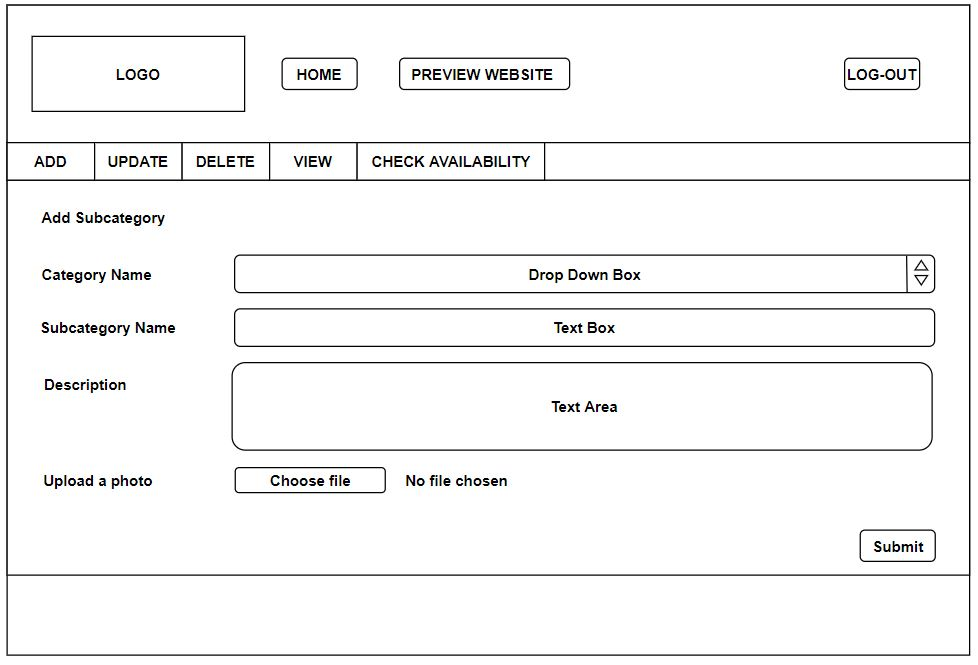 LOGO
HOME
PREVIEW WEBSITE
LOG-OUT
ADD
UPDATE
DELETE
VIEW
CHECK AVAILABILITY
Add Subcategory
Category Name
Drop Down Box
Subcategory Name
Text Box
Description
Text Area
Upload a photo
Choose file
No file chosen
Submit